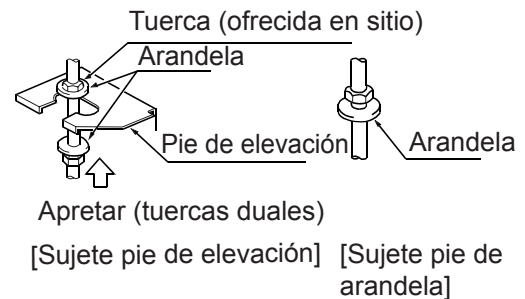 Tuerca (ofrecida en sitio)
Arandela
Pie de elevación
Arandela
Apretar (tuercas duales)
[Sujete pie de elevación]
[Sujete pie de
arandela]